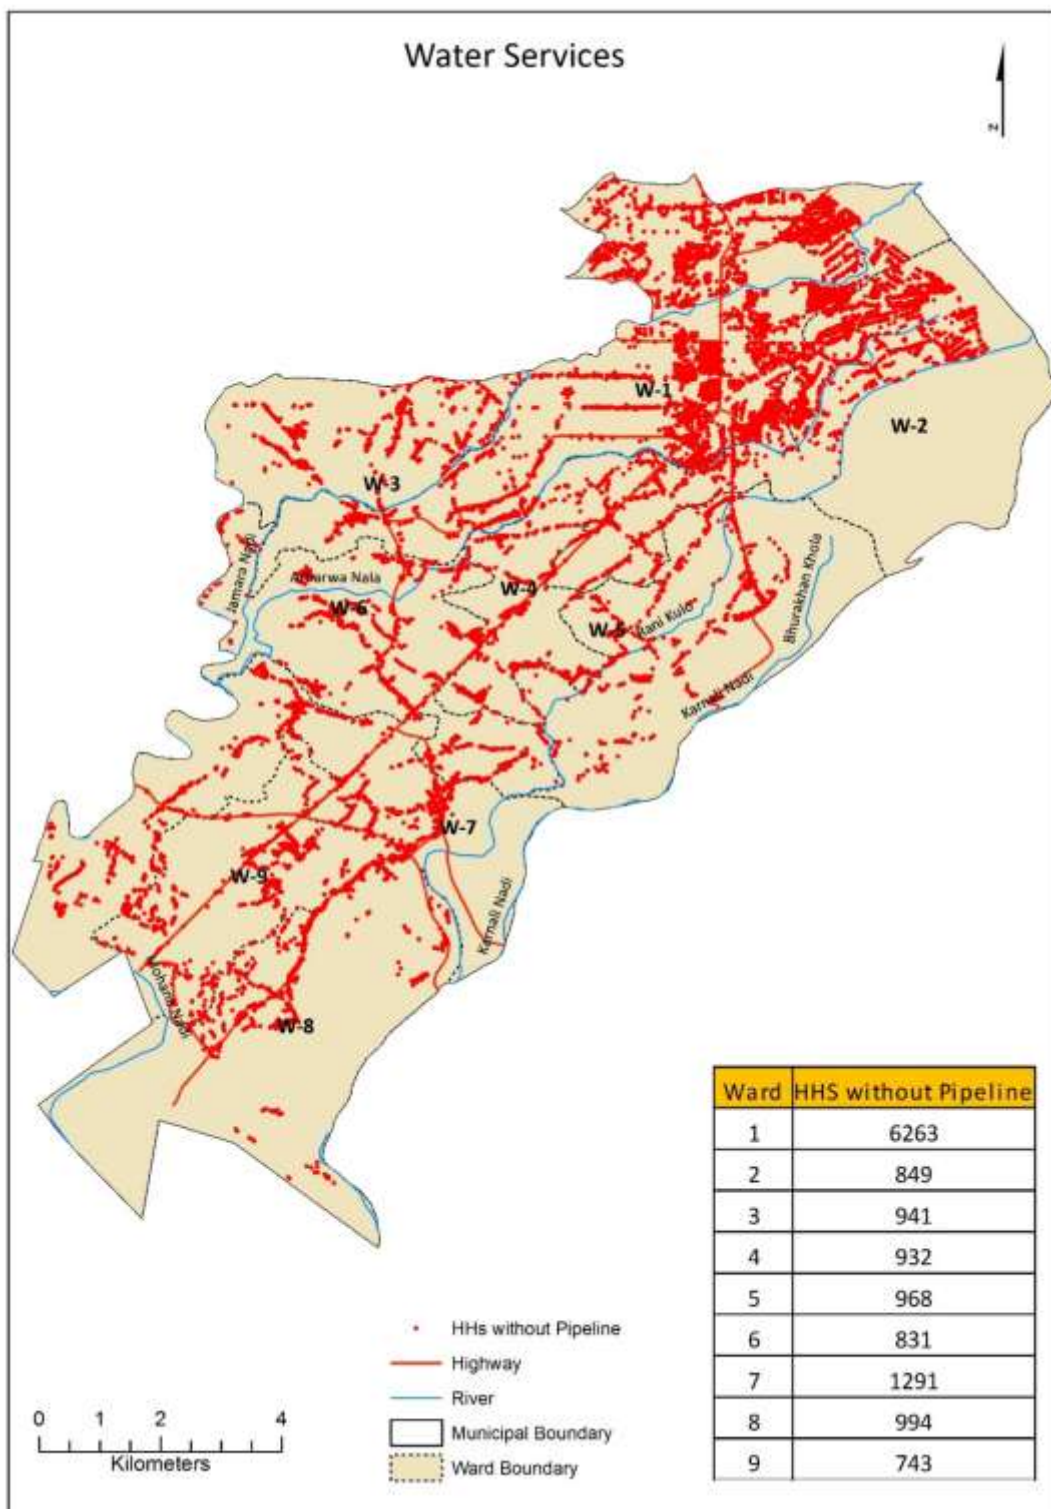 Water Services
z
W-1
W-2
W-3
Jamara Nadi
W-4
W-6
W-5
Rani Kulo
Bhurakhan Khola
Karnali Nadi
W-7
W-9
Karnali Nadi
W-8
Ward HHS without Pipeline
1 6263
2 849
3 941
4 932
5 968
6 831
7 1291
8 994
9 743
HHs without Pipeline
Highway
River
Municipal Boundary
Ward Boundary
0 1 2 4
Kilometers